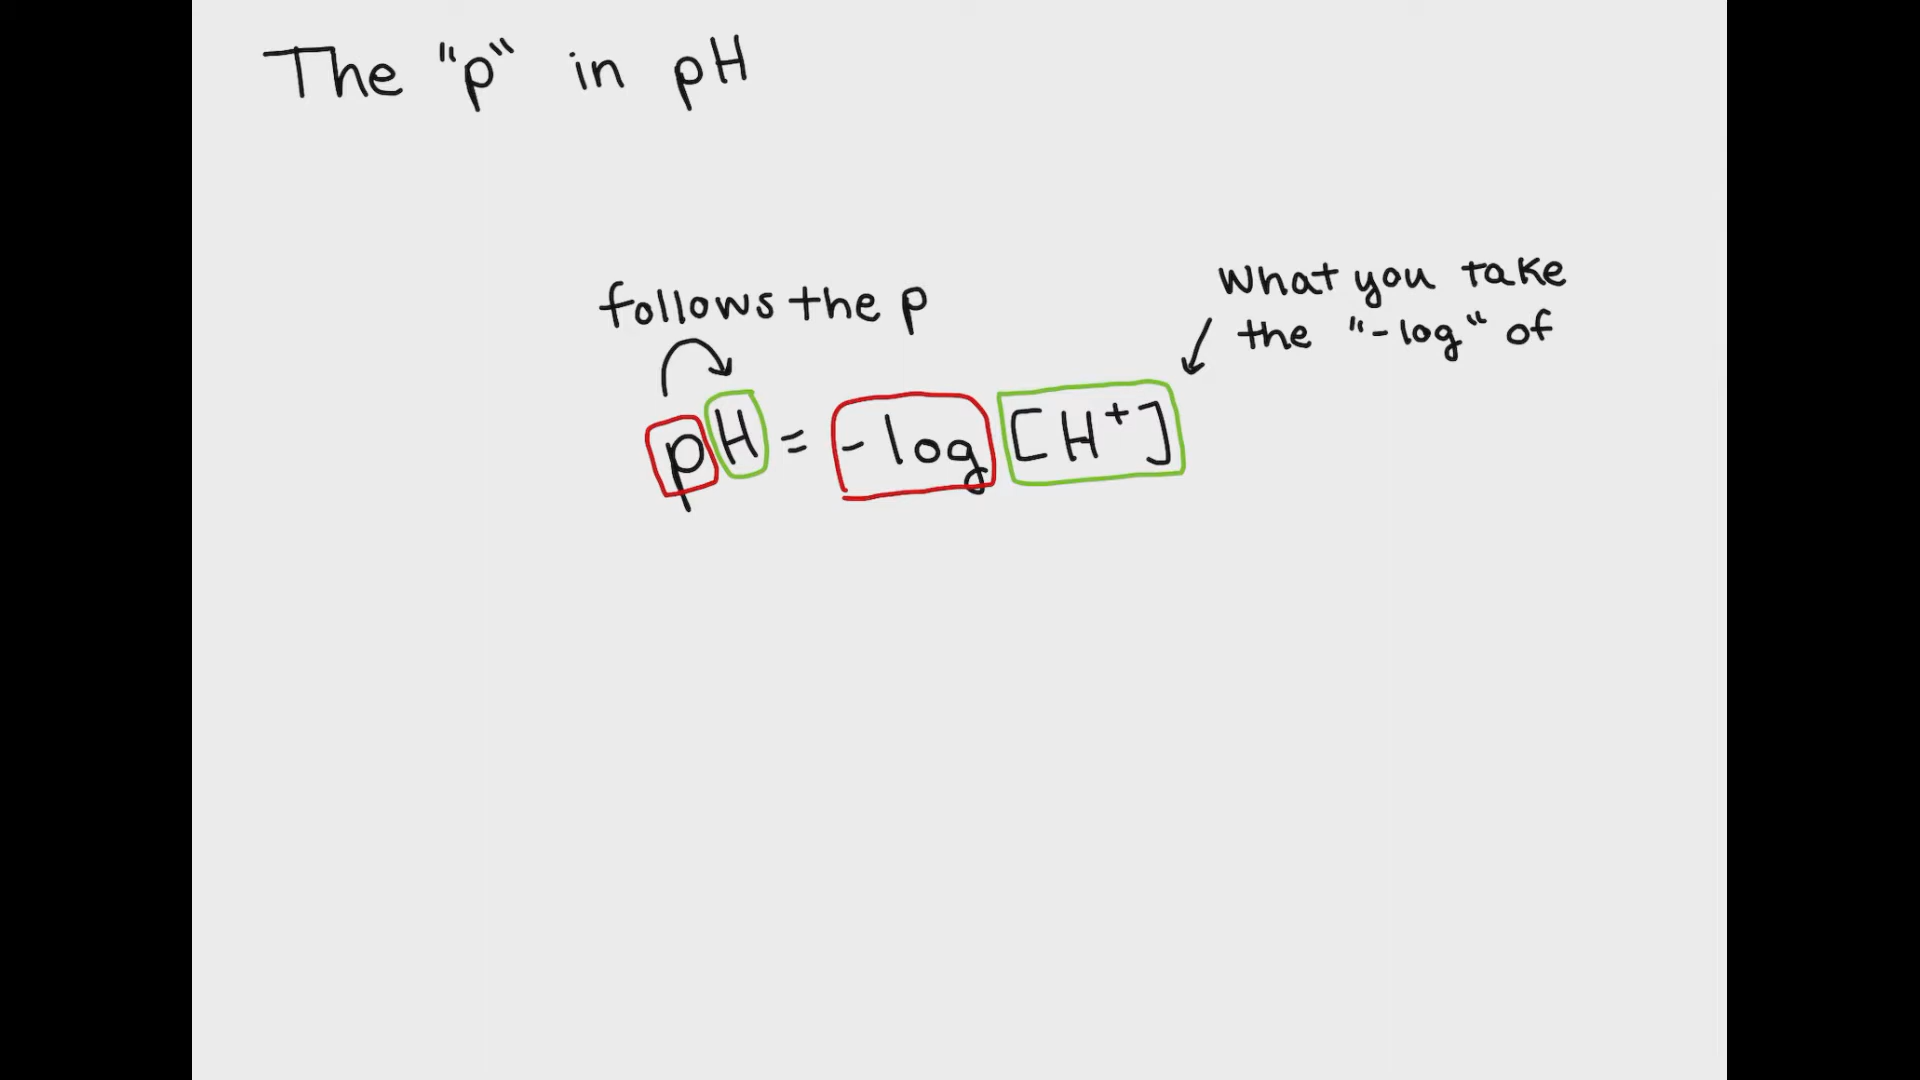 The "p" in pH
follows the p
What you take
the "-log" of
pH = -log [H⁺]